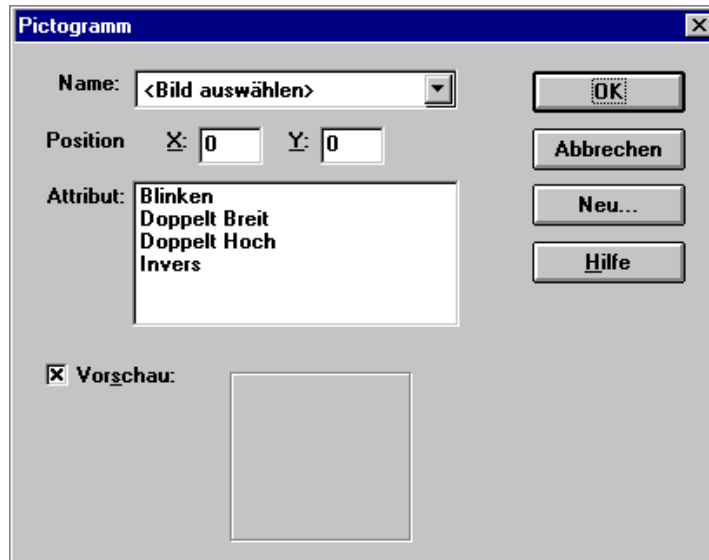 Pictogramm
Name: <Bild auswählen>
OK
Position X: 0 Y: 0
Abbrechen
Attribut: Blinken
Doppelt Breit
Doppelt Hoch
Invers
Neu...
Hilfe
Vorschau: